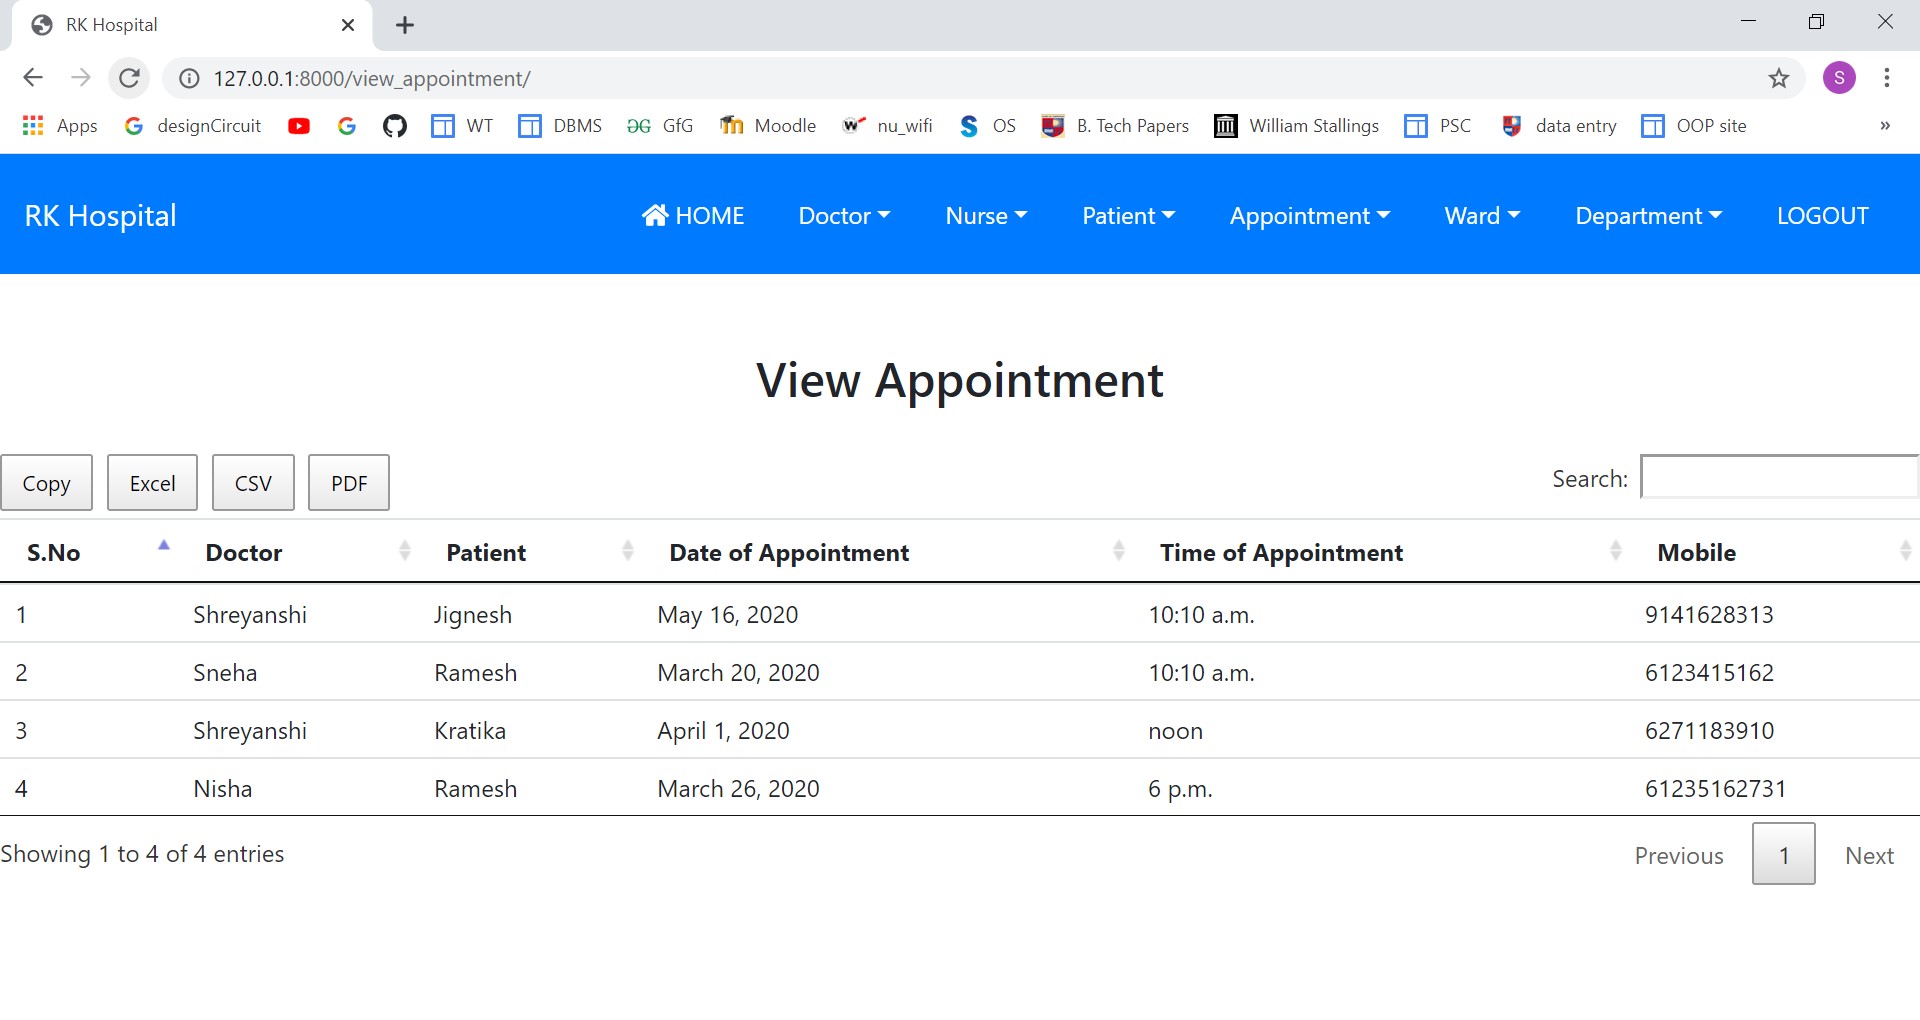 RK Hospital
127.0.0.1:8000/view_appointment/
S
Apps designCircuit WT DBMS GfG Moodle nu_wifi OS B. Tech Papers William Stallings PSC data entry OOP site »
RK Hospital HOME Doctor Nurse Patient Appointment Ward Department LOGOUT
View Appointment
Copy Excel CSV PDF Search:
S.No Doctor Patient Date of Appointment Time of Appointment Mobile
1 Shreyanshi Jignesh May 16, 2020 10:10 a.m. 9141628313
2 Sneha Ramesh March 20, 2020 10:10 a.m. 6123415162
3 Shreyanshi Kratika April 1, 2020 noon 6271183910
4 Nisha Ramesh March 26, 2020 6 p.m. 61235162731
Showing 1 to 4 of 4 entries Previous 1 Next